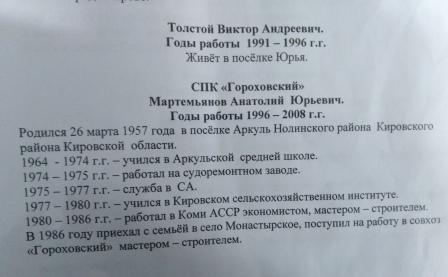 Толстой Виктор Андреевич.
Годы работы 1991 – 1996 г.г.
Живёт в посёлке Юрья.
СПК «Гороховский»
Мартемьянов Анатолий Юрьевич.
Годы работы 1996 – 2008 г.г.
Родился 26 марта 1957 года в посёлке Аркуль Нолинского района Кировского
района Кировской области.
1964 - 1974 г.г. – учился в Аркульской средней школе.
1974 – 1975 г.г. – работал на судоремонтном заводе.
1975 – 1977 г.г. – служба в СА.
1977 – 1980 г.г. – учился в Кировском сельскохозяйственном институте.
1980 – 1986 г.г. – работал в Коми АССР экономистом, мастером – строителем.
В 1986 году приехал с семьёй в село Монастырское, поступил на работу в совхоз
«Гороховский» мастером – строителем.